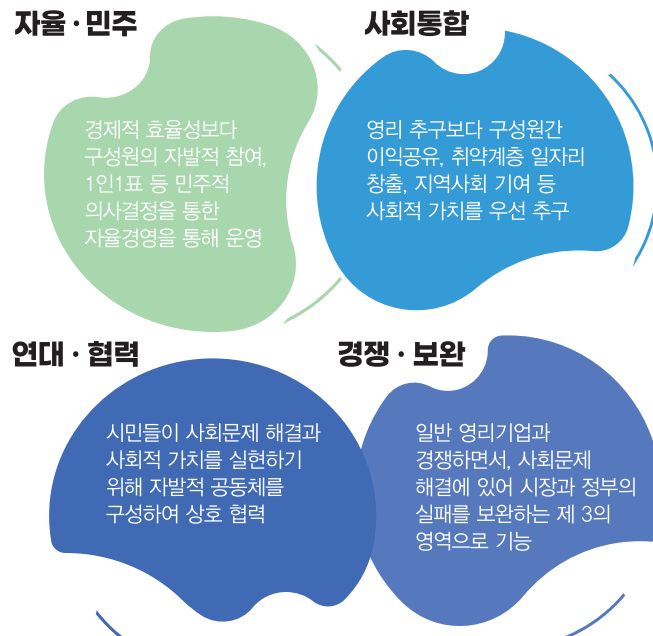 자율 · 민주
경제적 효율성보다
구성원의 자발적 참여,
1인1표 등 민주적
의사결정을 통한
자율경영을 통해 운영
사회통합
영리 추구보다 구성원간
이익공유, 취약계층 일자리
창출, 지역사회 기여 등
사회적 가치를 우선 추구
연대 · 협력
시민들이 사회문제 해결과
사회적 가치를 실현하기
위해 자발적 공동체를
구성하여 상호 협력
경쟁 · 보완
일반 영리기업과
경쟁하면서, 사회문제
해결에 있어 시장과 정부의
실패를 보완하는 제 3의
영역으로 기능